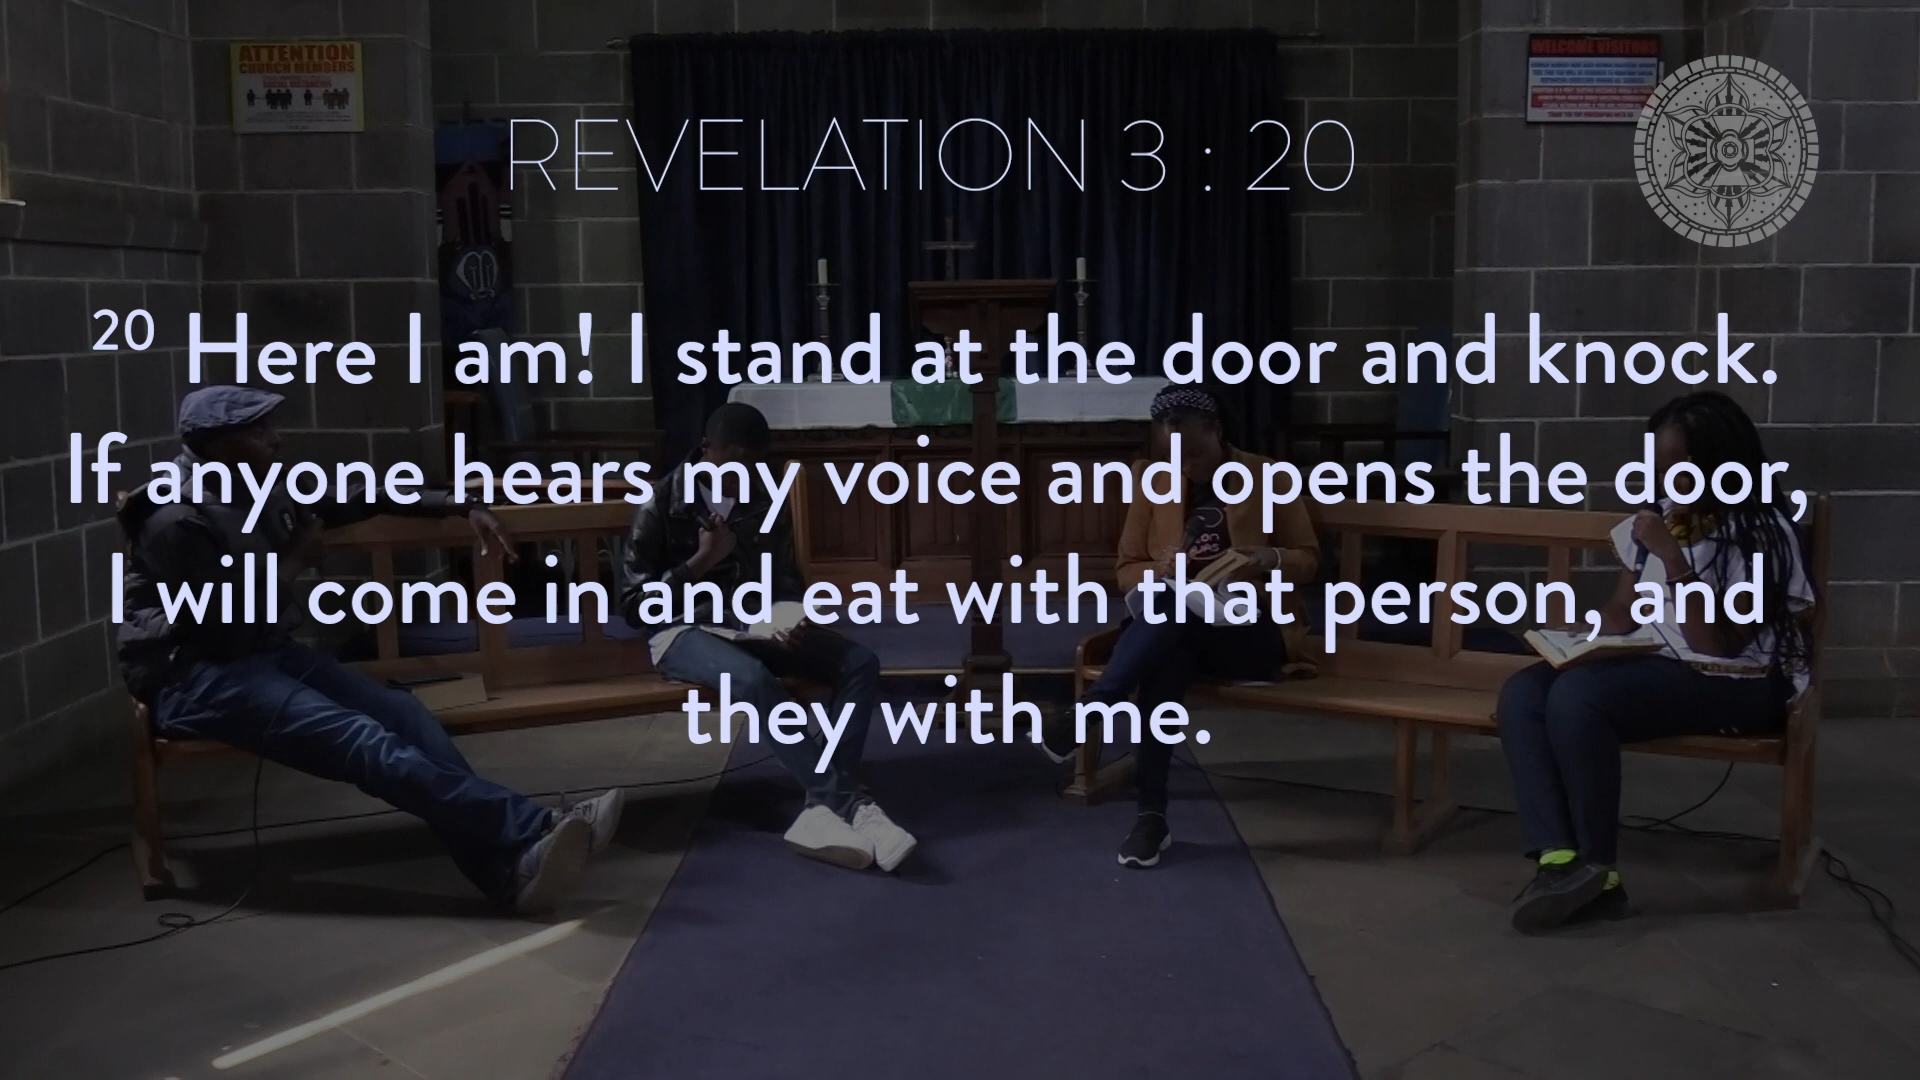 ATTENTION
CHURCH MEMBERS
SOCIAL DISTANCING
WELCOME VISITORS
REVELATION 3 : 20
20 Here I am! I stand at the door and knock.
If anyone hears my voice and opens the door,
I will come in and eat with that person, and
they with me.